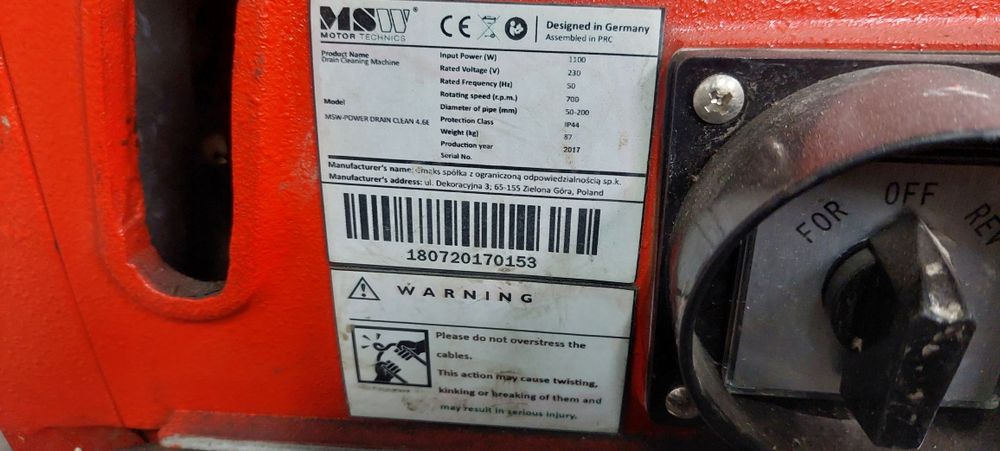 MSW
MOTOR TECHNICS
CE
Designed in Germany
Assembled in PRC
Product Name
Drain Cleaning Machine
Model
MSW-POWER DRAIN CLEAN 4.6E
Input Power (W) 1100
Rated Voltage (V) 230
Rated Frequency (Hz) 50
Rotating speed (r.p.m.) 700
Diameter of pipe (mm) 50-200
Protection Class IP44
Weight (kg) 87
Production year 2017
Serial No.
Manufacturer's name: emaks spółka z ograniczoną odpowiedzialnością sp.k.
Manufacturer's address: ul. Dekoracyjna 3; 65-155 Zielona Góra, Poland
180720170153
WARNING
Please do not overstress the
cables.
This action may cause twisting,
kinking or breaking of them and
may result in serious injury.
FOR
OFF
REV